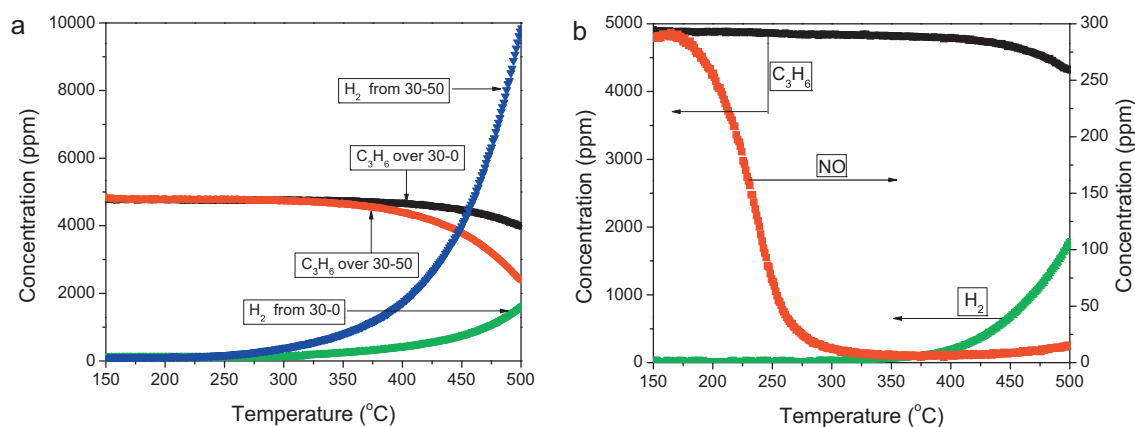 a
10000
8000
6000
4000
2000
0
Concentration (ppm)
H2 from 30-50
C3H6 over 30-0
C3H6 over 30-50
H2 from 30-0
150 200 250 300 350 400 450 500
Temperature (°C)
b
5000
4000
3000
2000
1000
0
Concentration (ppm)
C3H6
NO
H2
300
250
200
150
100
50
0
Concentration (ppm)
150 200 250 300 350 400 450 500
Temperature (°C)